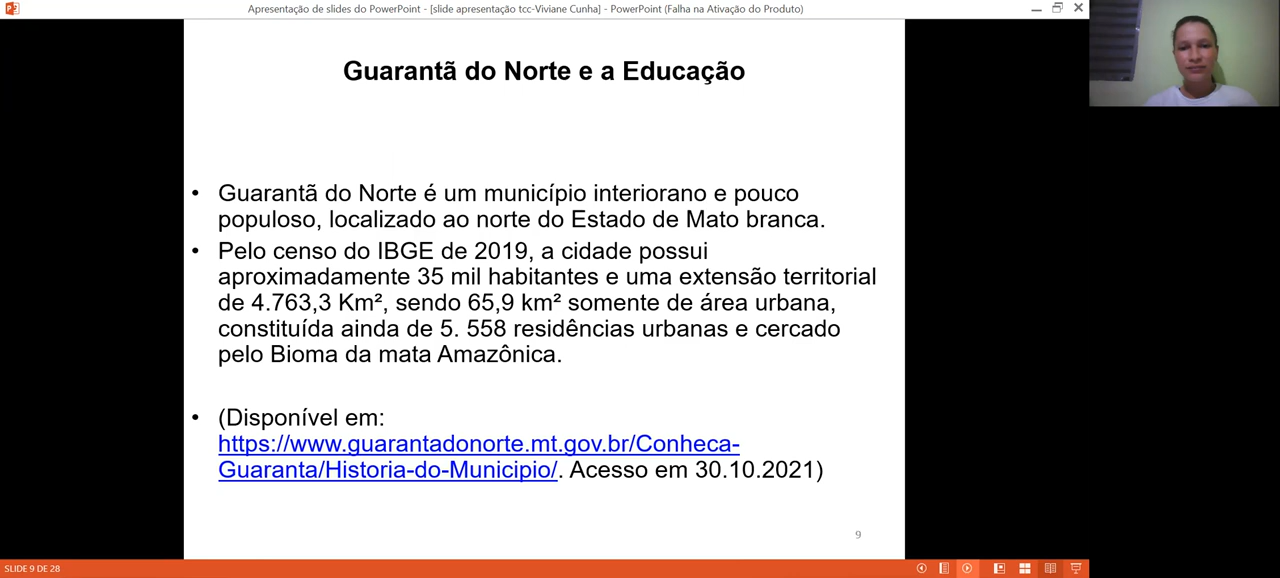 Apresentação de slides do PowerPoint - [slide apresentação tcc-Viviane Cunha] - PowerPoint (Falha na Ativação do Produto)
Guarantã do Norte e a Educação
• Guarantã do Norte é um município interiorano e pouco
populoso, localizado ao norte do Estado de Mato branca.
• Pelo censo do IBGE de 2019, a cidade possui
aproximadamente 35 mil habitantes e uma extensão territorial
de 4.763,3 Km², sendo 65,9 km² somente de área urbana,
constituída ainda de 5. 558 residências urbanas e cercado
pelo Bioma da mata Amazônica.
• (Disponível em:
https://www.guarantadonorte.mt.gov.br/Conheca-
Guaranta/Historia-do-Municipio/. Acesso em 30.10.2021)
9
SLIDE 9 DE 28